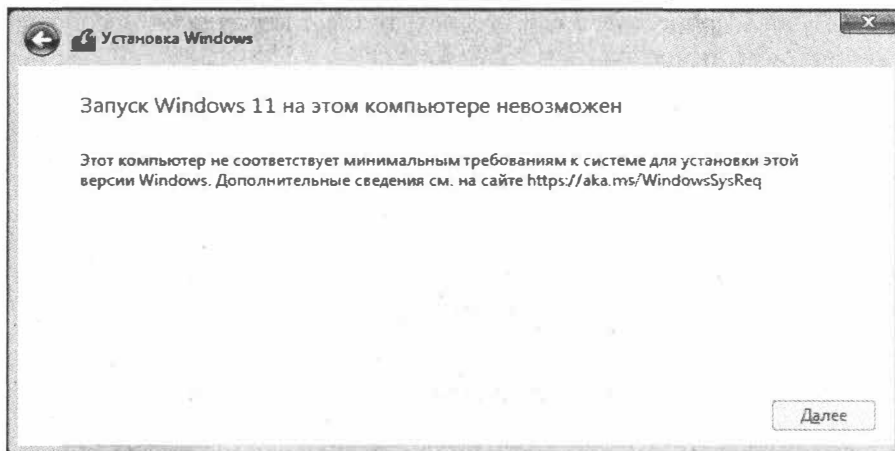 Установка Windows
Запуск Windows 11 на этом компьютере невозможен
Этот компьютер не соответствует минимальным требованиям к системе для установки этой
версии Windows. Дополнительные сведения см. на сайте https://aka.ms/WindowsSysReq
Далее